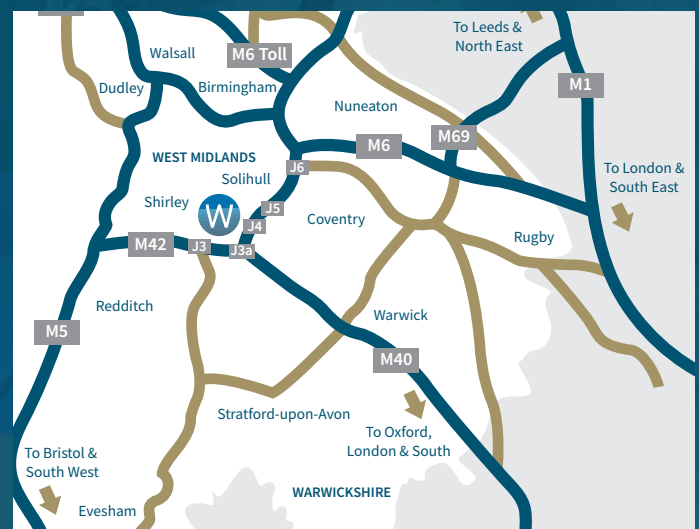 To Leeds &
North East
Walsall
M6 Toll
Dudley
Birmingham
M1
Nuneaton
M69
M6
WEST MIDLANDS
J6
Solihull
To London &
South East
Shirley
W
J5
J4
Coventry
M42
J3
J3a
Rugby
Redditch
Warwick
M5
M40
Stratford-upon-Avon
To Oxford,
London & South
To Bristol &
South West
WARWICKSHIRE
Evesham